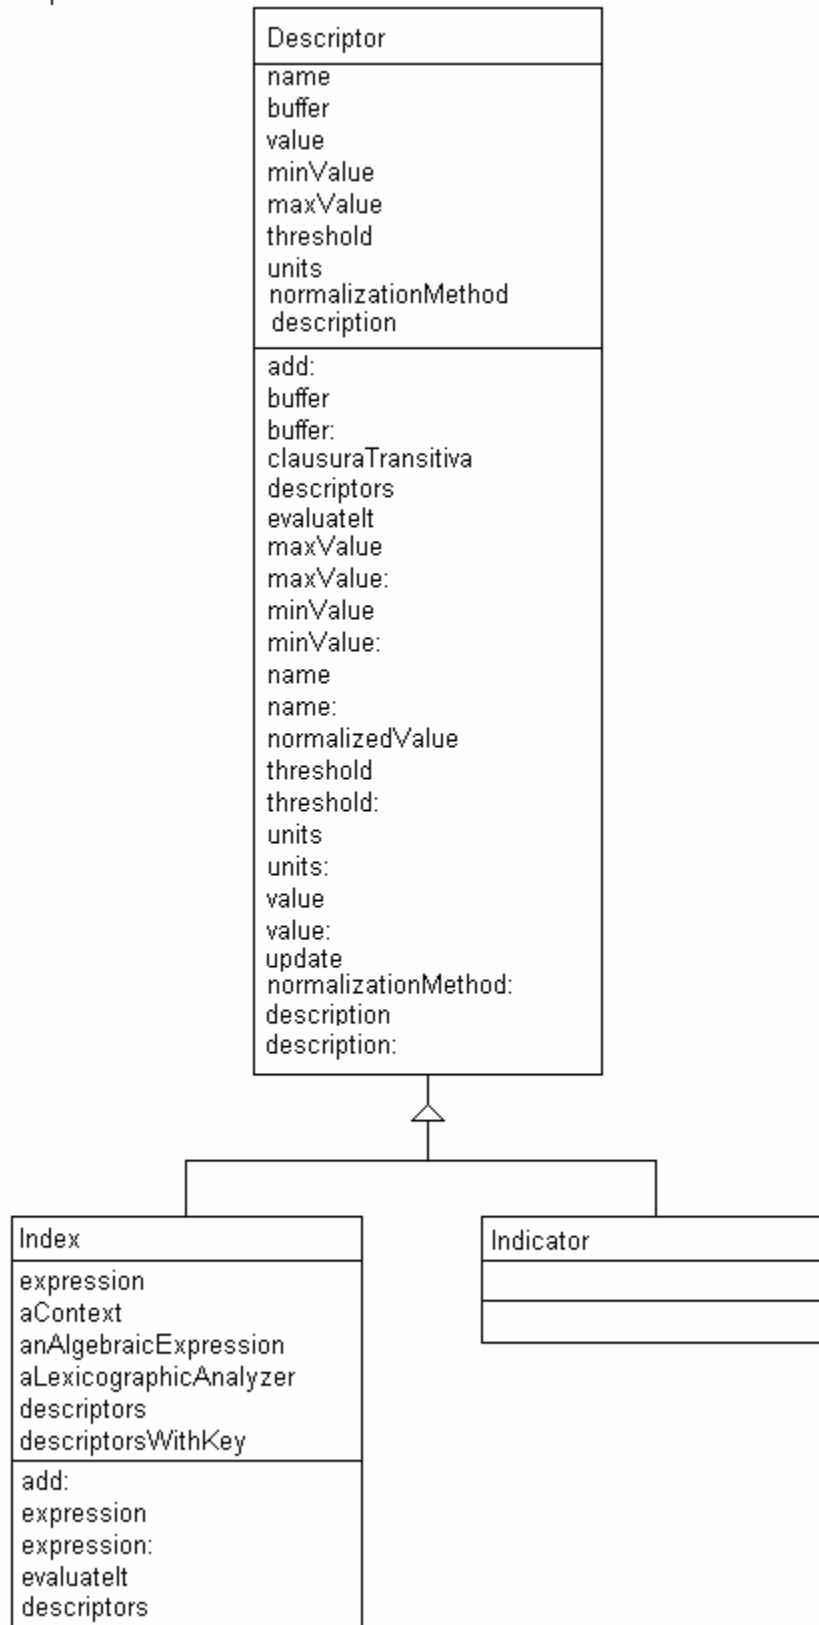 Descriptor
name
buffer
value
minValue
maxValue
threshold
units
normalizationMethod
description
add:
buffer
buffer:
clausuraTransitiva
descriptors
evaluateIt
maxValue
maxValue:
minValue
minValue:
name
name:
normalizedValue
threshold
threshold:
units
units:
value
value:
update
normalizationMethod:
description
description:
Index
expression
aContext
anAlgebraicExpression
aLexicographicAnalyzer
descriptors
descriptorsWithKey
add:
expression
expression:
evaluateIt
descriptors
Indicator